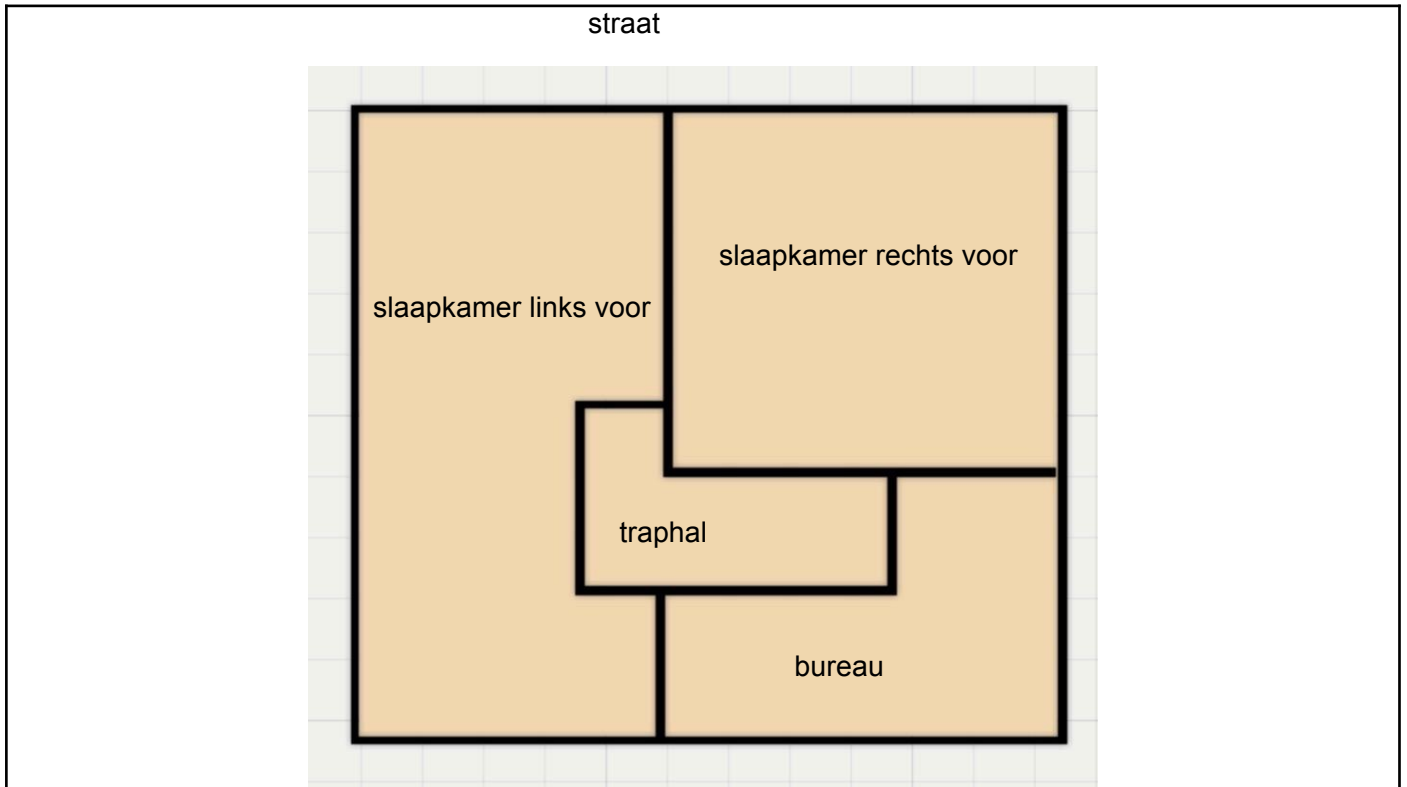 straat
slaapkamer rechts voor
slaapkamer links voor
traphal
bureau